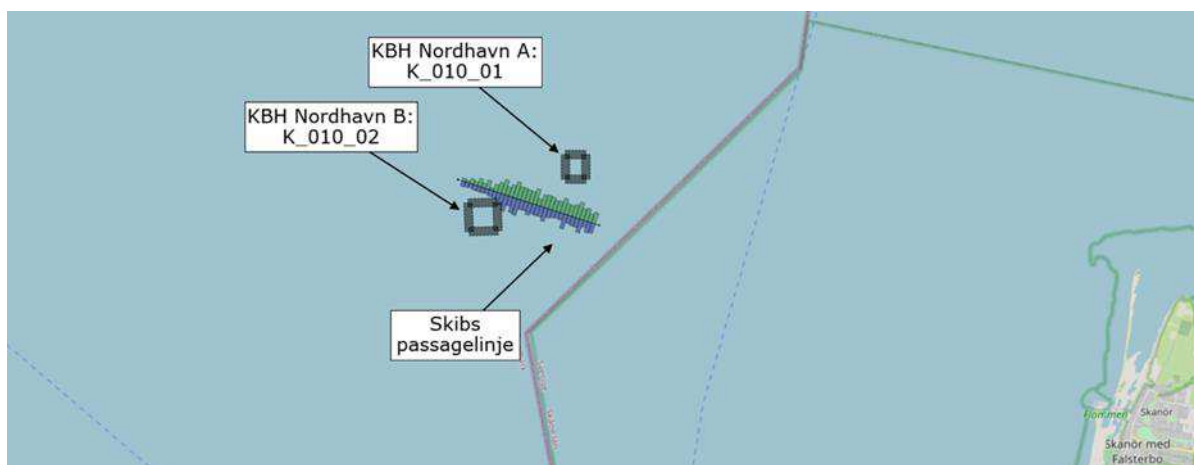 KBH Nordhavn A:
K_010_01
KBH Nordhavn B:
K_010_02
Skibs
passagelinje
Skanör
Skanör med
Falsterbo